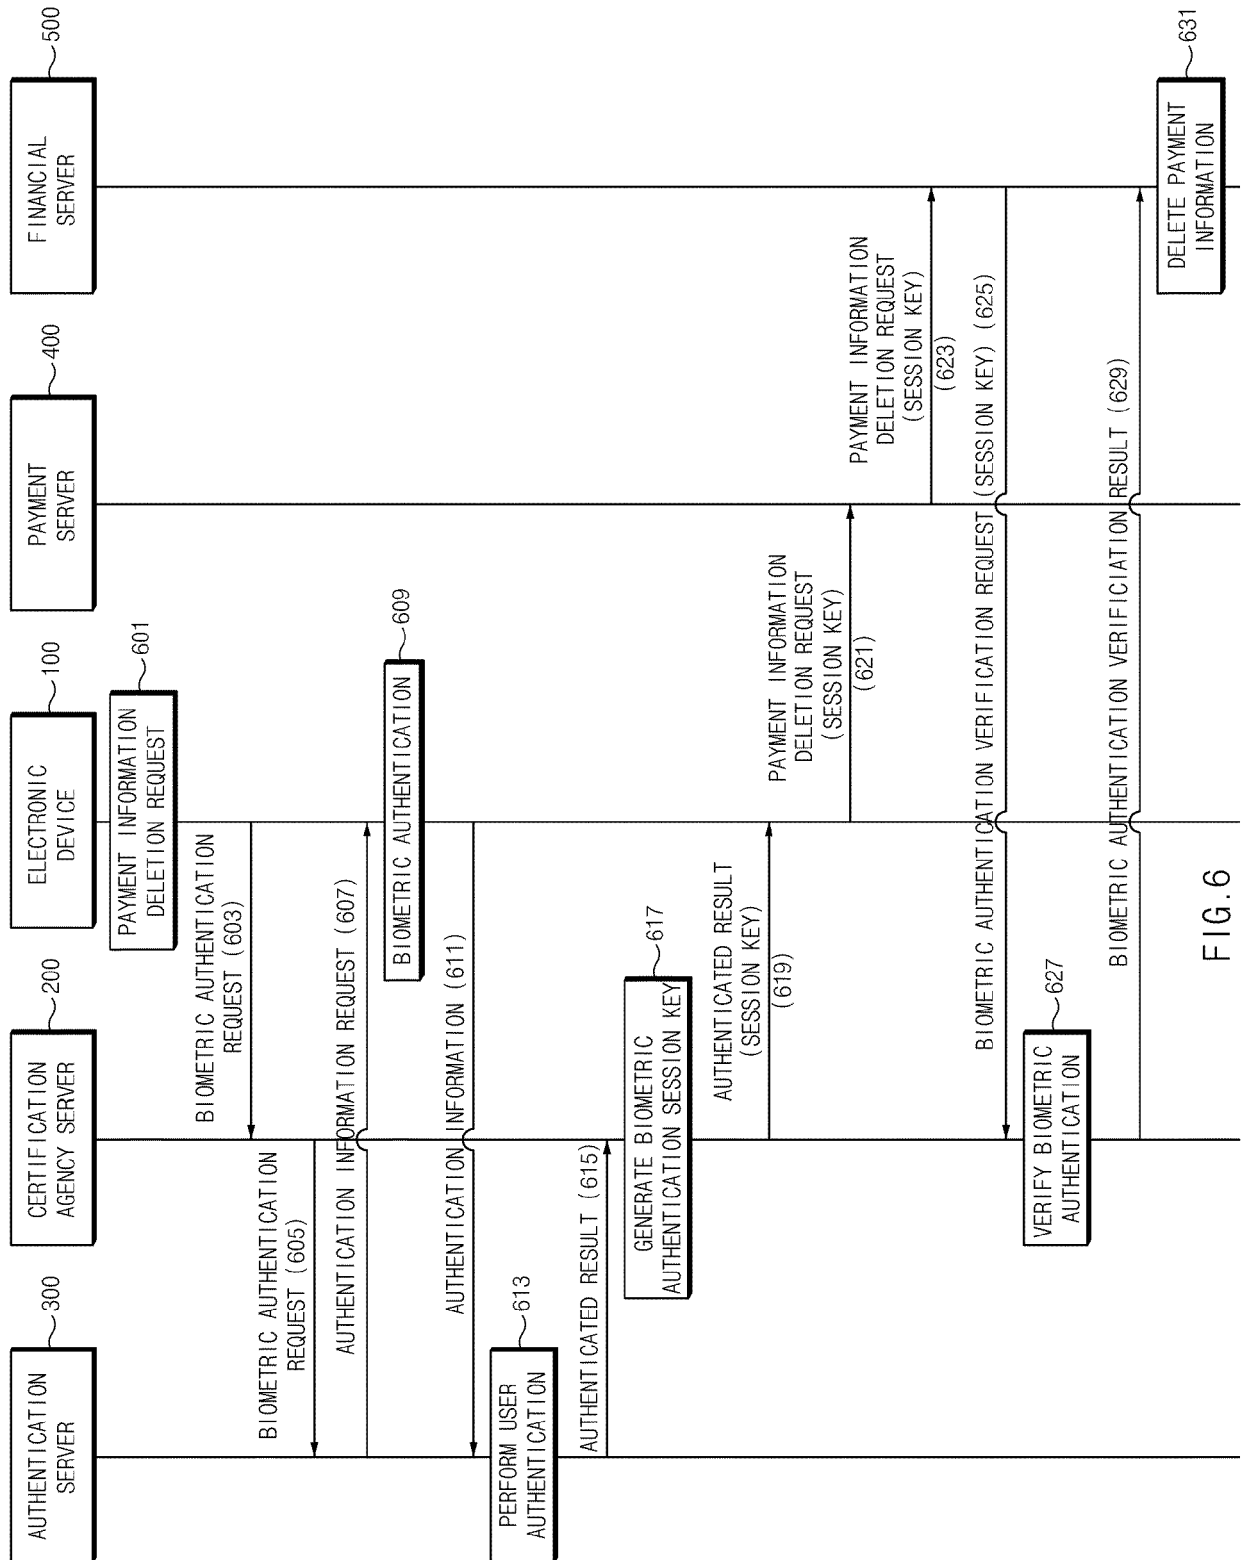 AUTHENTICATION
SERVER
300
CERTIFICATION
AGENCY SERVER
200
ELECTRONIC
DEVICE
100
PAYMENT
SERVER
400
FINANCIAL
SERVER
500
PAYMENT INFORMATION
DELETION REQUEST
601
BIOMETRIC AUTHENTICATION
REQUEST (603)
BIOMETRIC AUTHENTICATION
REQUEST (605)
AUTHENTICATION INFORMATION REQUEST (607)
BIOMETRIC AUTHENTICATION
609
AUTHENTICATION INFORMATION (611)
PERFORM USER
AUTHENTICATION
613
AUTHENTICATED RESULT (615)
GENERATE BIOMETRIC
AUTHENTICATION SESSION KEY
617
AUTHENTICATED RESULT
(SESSION KEY)
(619)
PAYMENT INFORMATION
DELETION REQUEST
(SESSION KEY)
(621)
PAYMENT INFORMATION
DELETION REQUEST
(SESSION KEY)
(623)
BIOMETRIC AUTHENTICATION VERIFICATION REQUEST (SESSION KEY) (625)
VERIFY BIOMETRIC
AUTHENTICATION
627
BIOMETRIC AUTHENTICATION VERIFICIATION RESULT (629)
DELETE PAYMENT
INFORMATION
631
FIG.6